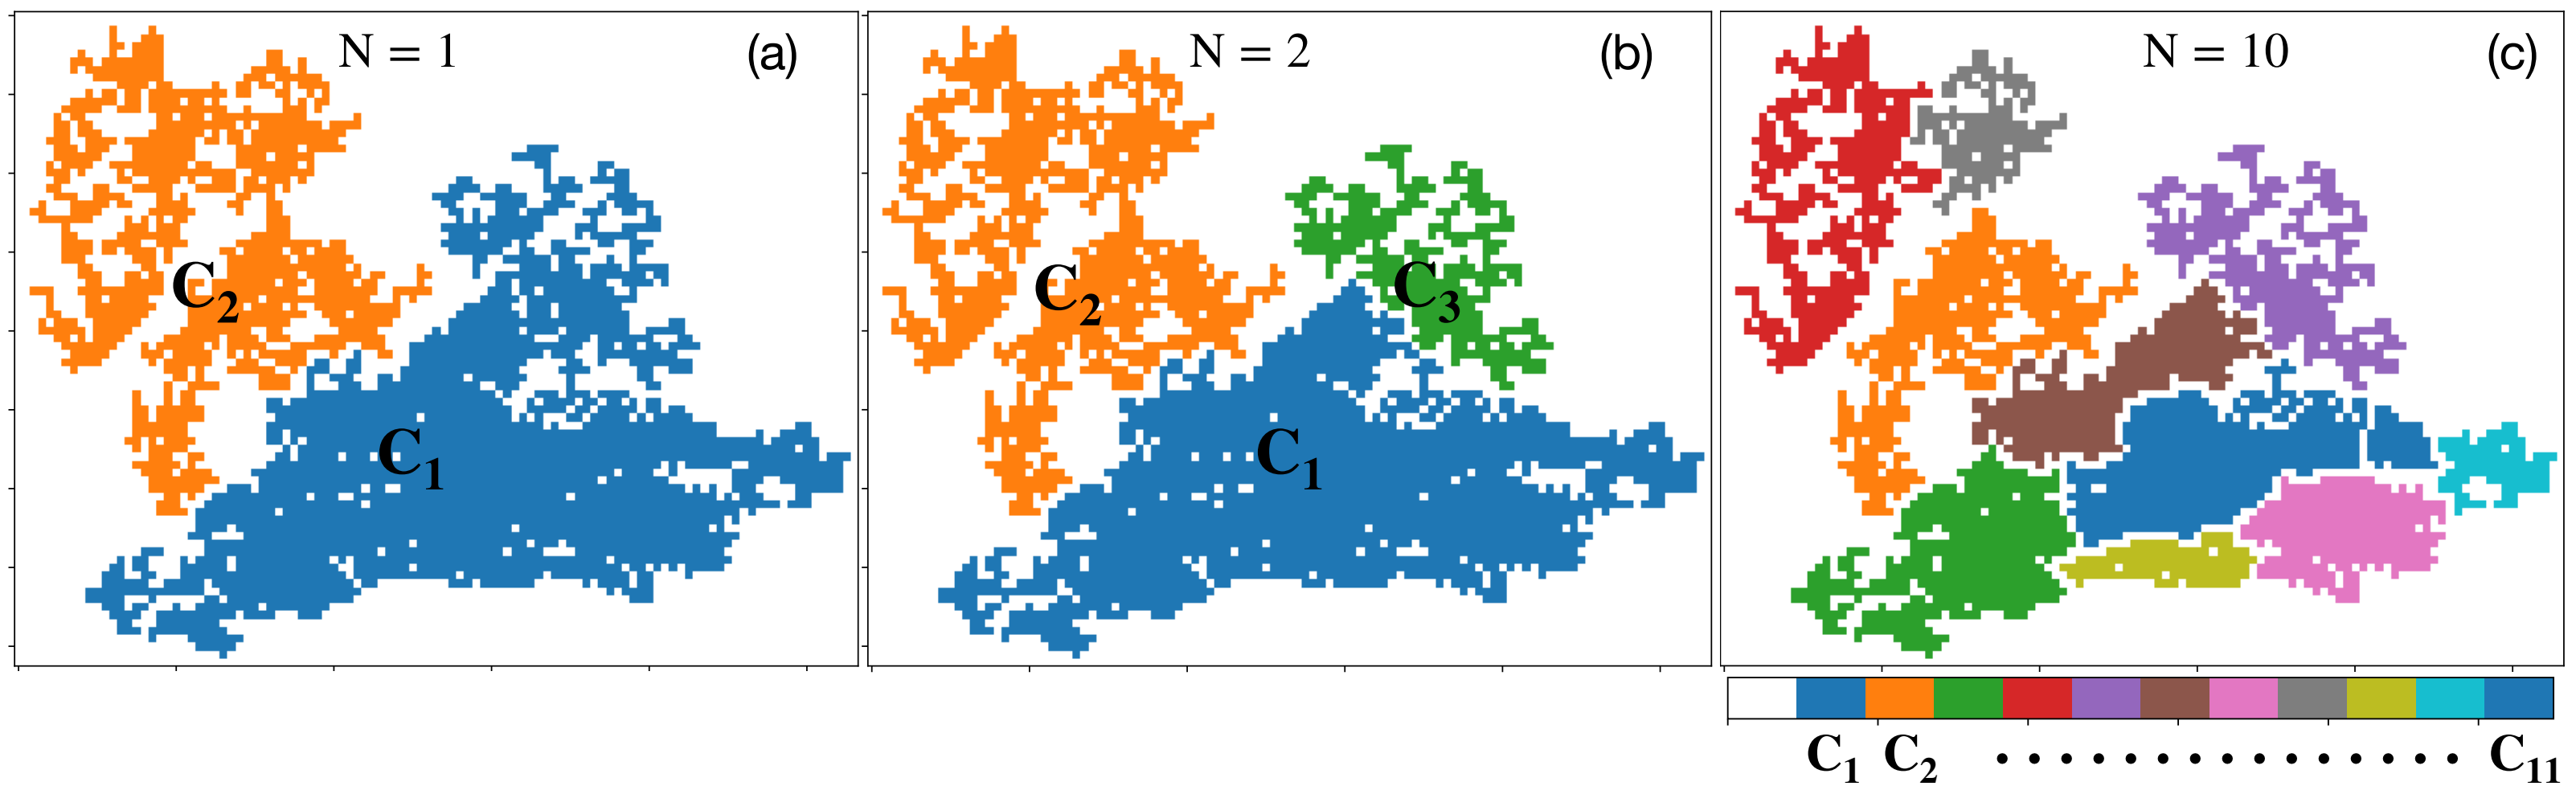 N = 1 (a)
C₂
C₁
N = 2 (b)
C₂ C₃
C₁
N = 10 (c)
C₁ C₂ . . . . . . . . . . . . . . . C₁₁